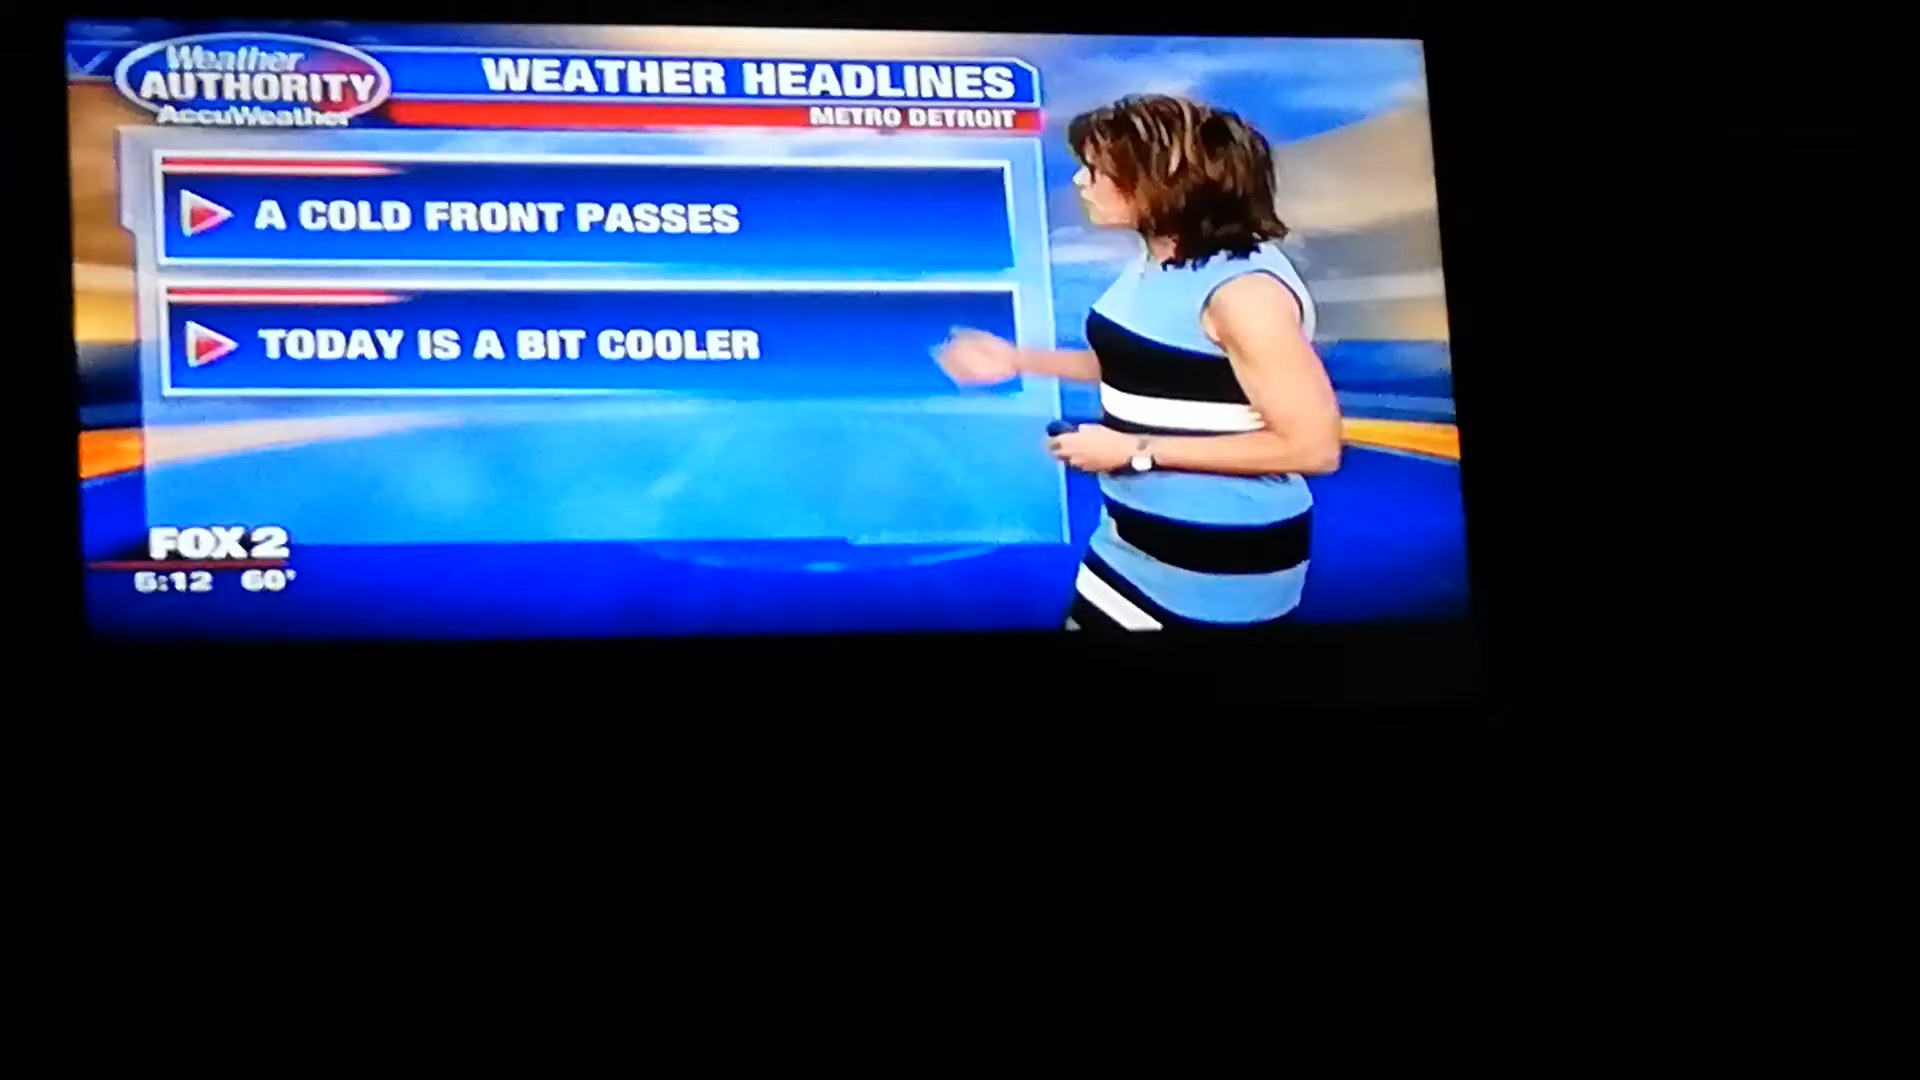 Weather
AUTHORITY
AccuWeather
WEATHER HEADLINES
METRO DETROIT
A COLD FRONT PASSES
TODAY IS A BIT COOLER
FOX 2
5:12 60°